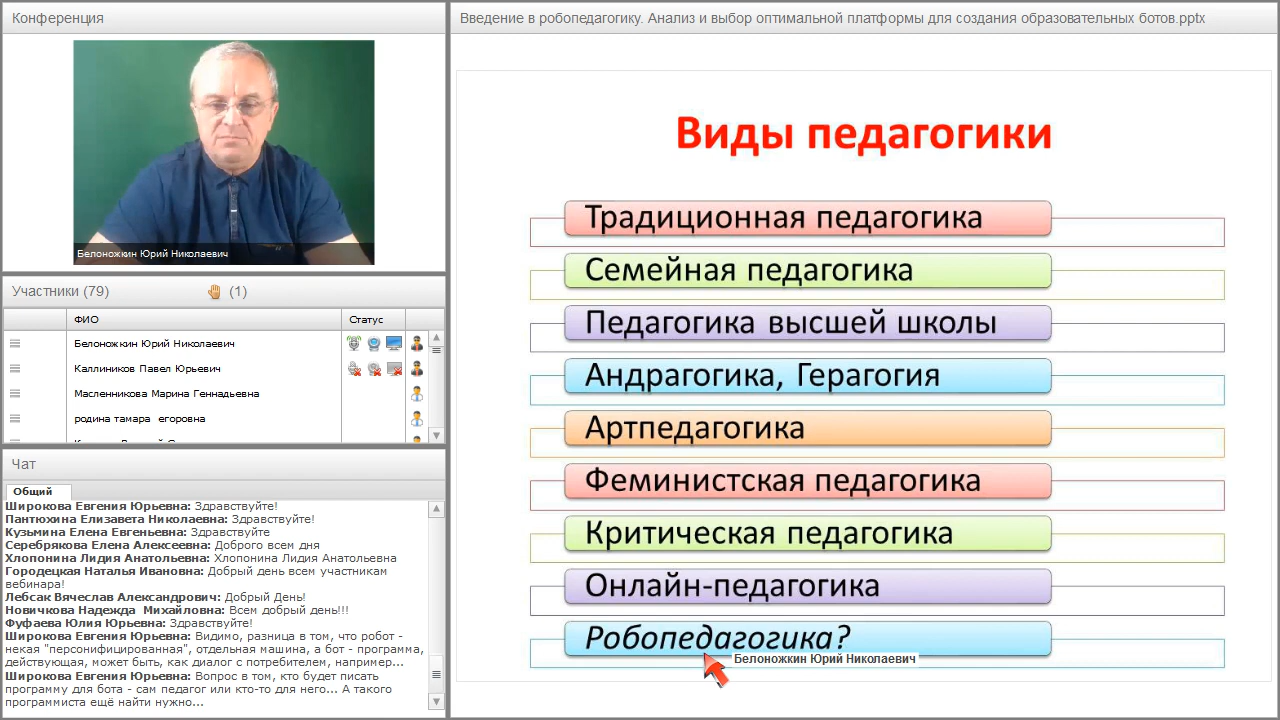 Конференция
Белоножкин Юрий Николаевич
Участники (79) (1)
ФИО Статус
Белоножкин Юрий Николаевич
Каллиников Павел Юрьевич
Масленникова Марина Геннадьевна
родина тамара егоровна
Чат
Общий
Широкова Евгения Юрьевна: Здравствуйте!
Пантюхина Елизавета Николаевна: Здравствуйте!
Кузьмина Елена Евгеньевна: Здравствуйте
Серебрякова Елена Алексеевна: Доброго всем дня
Хлопонина Лидия Анатольевна: Хлопонина Лидия Анатольевна
Городецкая Наталья Ивановна: Добрый день всем участникам
вебинара!
Лебсак Вячеслав Александрович: Добрый День!
Новичкова Надежда Михайловна: Всем добрый день!!!
Фуфаева Юлия Юрьевна: Здравствуйте!
Широкова Евгения Юрьевна: Видимо, разница в том, что робот -
некая "персонифицированная", отдельная машина, а бот - программа,
действующая, может быть, как диалог с потребителем, например...
Широкова Евгения Юрьевна: Вопрос в том, кто будет писать
программу для бота - сам педагог или кто-то для него... А такого
программиста ещё найти нужно...
Введение в робопедагогику. Анализ и выбор оптимальной платформы для создания образовательных ботов.pptx
Виды педагогики
Традиционная педагогика
Семейная педагогика
Педагогика высшей школы
Андрагогика, Герагогия
Артпедагогика
Феминистская педагогика
Критическая педагогика
Онлайн-педагогика
Робопедагогика?
Белоножкин Юрий Николаевич